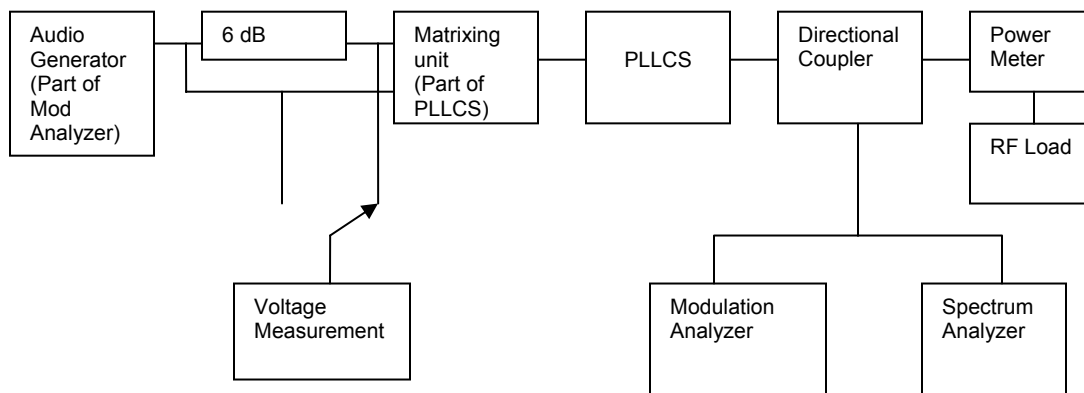 Audio
Generator
(Part of
Mod
Analyzer)
6 dB
Matrixing
unit
(Part of
PLLCS)
PLLCS
Directional
Coupler
Power
Meter
RF Load
Voltage
Measurement
Modulation
Analyzer
Spectrum
Analyzer